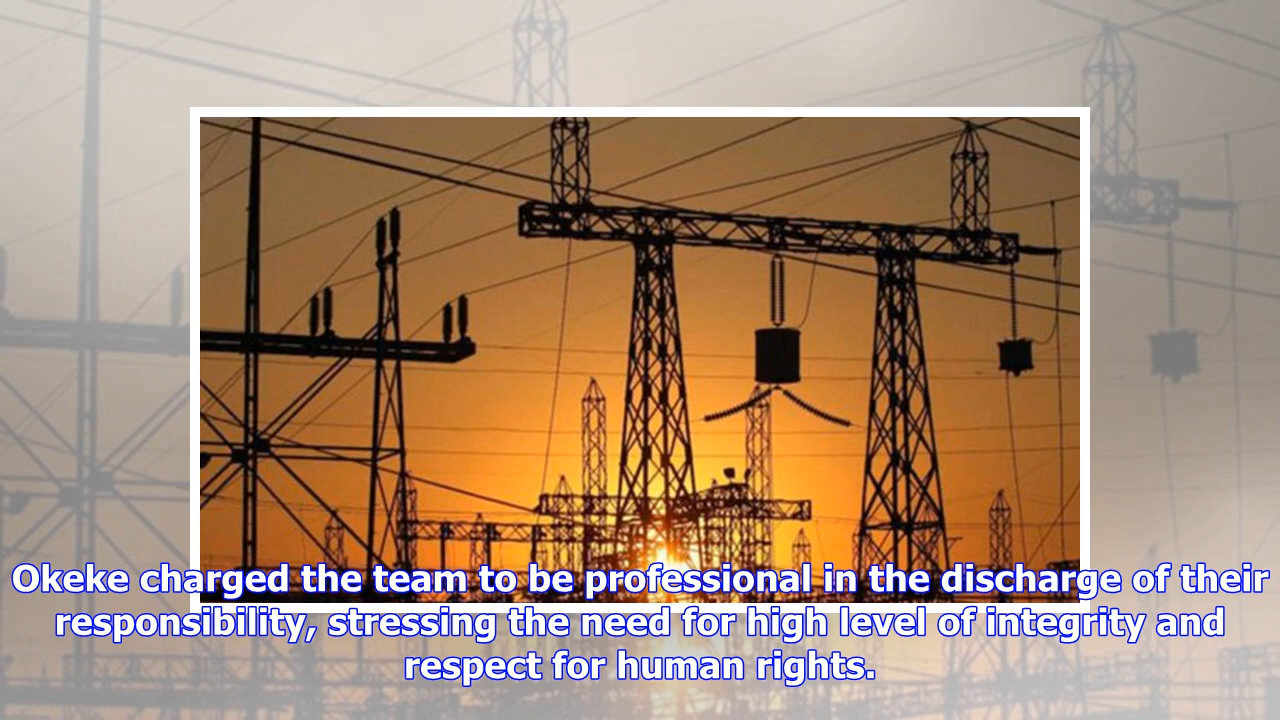 Okeke charged the team to be professional in the discharge of their
responsibility, stressing the need for high level of integrity and
respect for human rights.